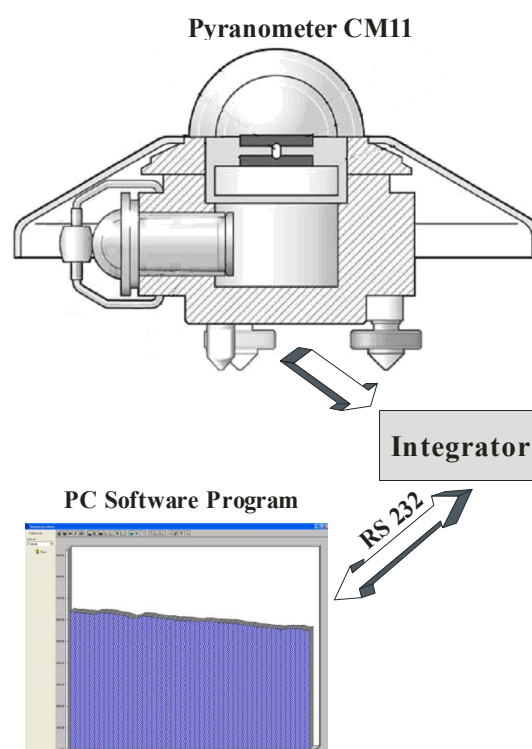 Pyranometer CM11
Integrator
RS 232
PC Software Program